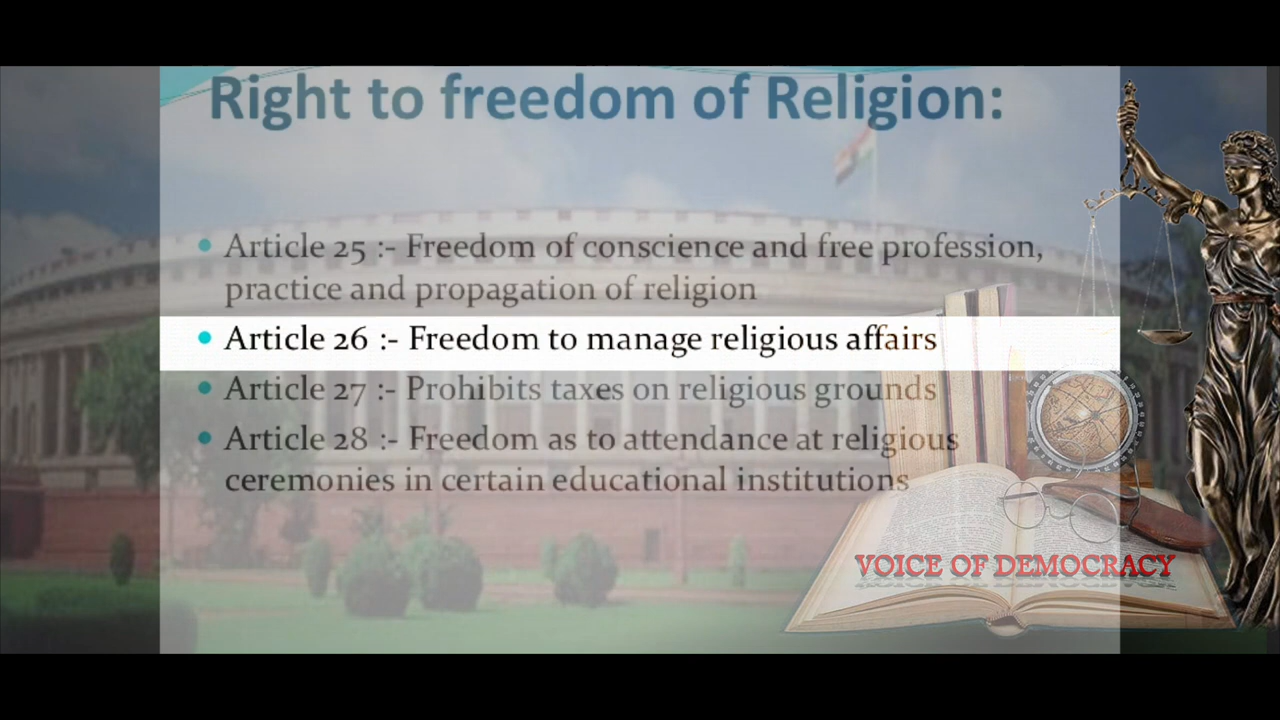 Right to freedom of Religion:
Article 25 :- Freedom of conscience and free profession,
practice and propagation of religion
Article 26 :- Freedom to manage religious affairs
Article 27 :- Prohibits taxes on religious grounds
Article 28 :- Freedom as to attendance at religious
ceremonies in certain educational institutions
VOICE OF DEMOCRACY